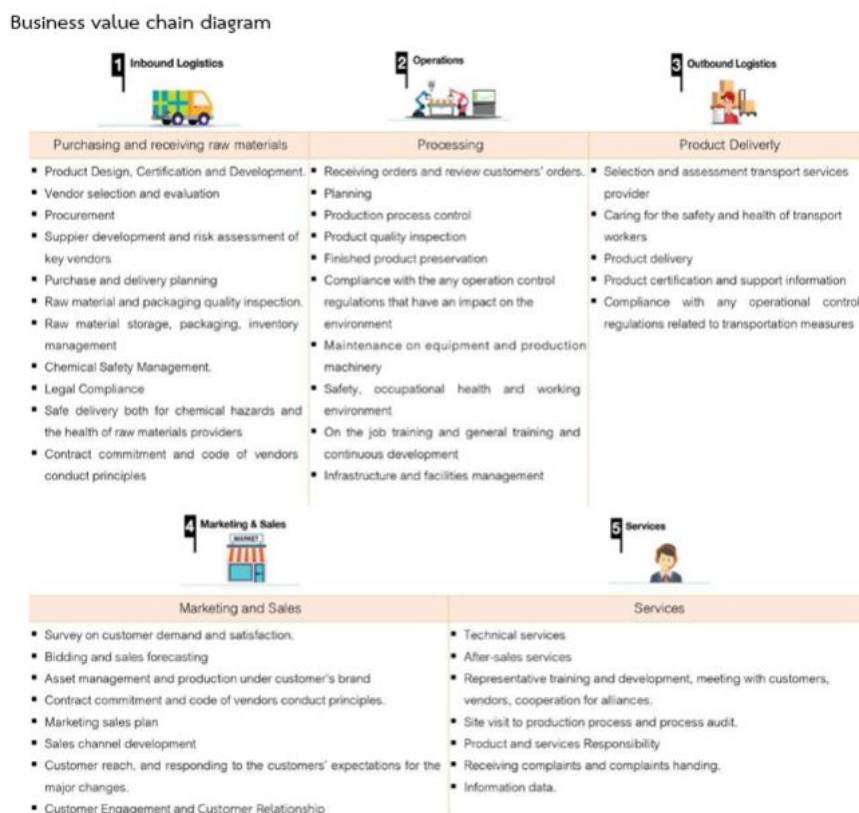 Business value chain diagram
1 Inbound Logistics
Purchasing and receiving raw materials
▪ Product Design, Certification and Development.
▪ Vendor selection and evaluation
▪ Procurement
▪ Suppier development and risk assessment of
key vendors
▪ Purchase and delivery planning
▪ Raw material and packaging quality inspection.
▪ Raw material storage, packaging, inventory
management
▪ Chemical Safety Management.
▪ Legal Compliance
▪ Safe delivery both for chemical hazards and
the health of raw materials providers
▪ Contract commitment and code of vendors
conduct principles
2 Operations
Processing
▪ Receiving orders and review customers' orders.
▪ Planning
▪ Production process control
▪ Product quality inspection
▪ Finished product preservation
▪ Compliance with the any operation control
regulations that have an impact on the
environment
▪ Maintenance on equipment and production
machinery
▪ Safety, occupational health and working
environment
▪ On the job training and general training and
continuous development
▪ Infrastructure and facilities management
3 Outbound Logistics
Product Deliverly
▪ Selection and assessment transport services
provider
▪ Caring for the safety and health of transport
workers
▪ Product delivery
▪ Product certification and support information
▪ Compliance with any operational control
regulations related to transportation measures
4 Marketing & Sales
MARKET
Marketing and Sales
▪ Survey on customer demand and satisfaction.
▪ Bidding and sales forecasting
▪ Asset management and production under customer's brand
▪ Contract commitment and code of vendors conduct principles.
▪ Marketing sales plan
▪ Sales channel development
▪ Customer reach, and responding to the customers' expectations for the
major changes.
▪ Customer Engagement and Customer Relationship
5 Services
Services
▪ Technical services
▪ After-sales services
▪ Representative training and development, meeting with customers,
vendors, cooperation for alliances.
▪ Site visit to production process and process audit.
▪ Product and services Responsibility
▪ Receiving complaints and complaints handing.
▪ Information data.